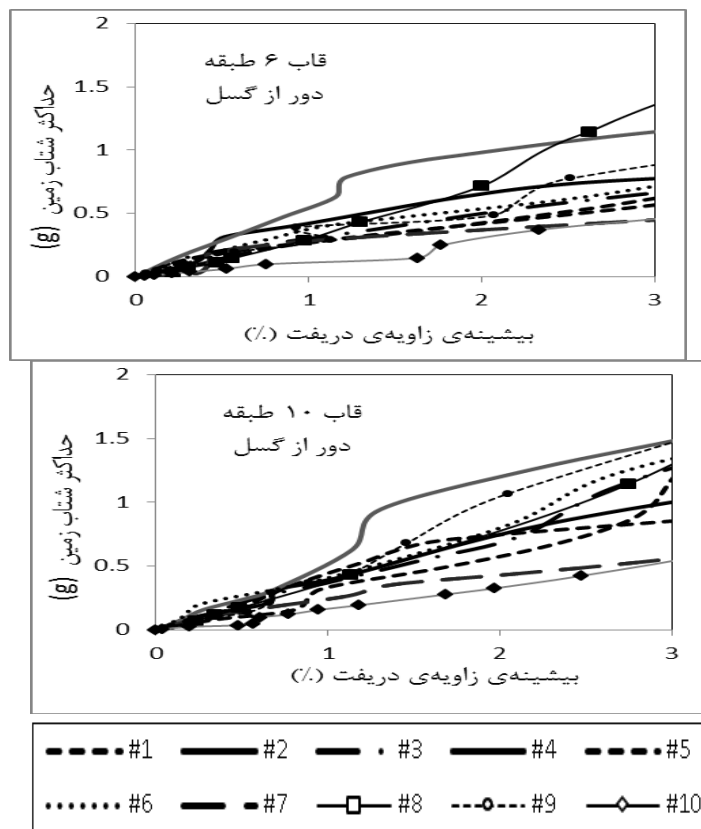 2
1.5
1
0.5
0
حداکثر شتاب زمین (g)
قاب ۶ طبقه
دور از گسل
0 1 2 3
بیشینه‌ی زاویه‌ی دریفت (٪)
2
1.5
1
0.5
0
حداکثر شتاب زمین (g)
قاب ۱۰ طبقه
دور از گسل
0 1 2 3
بیشینه‌ی زاویه‌ی دریفت (٪)
#1 #2 #3 #4 #5
#6 #7 #8 #9 #10